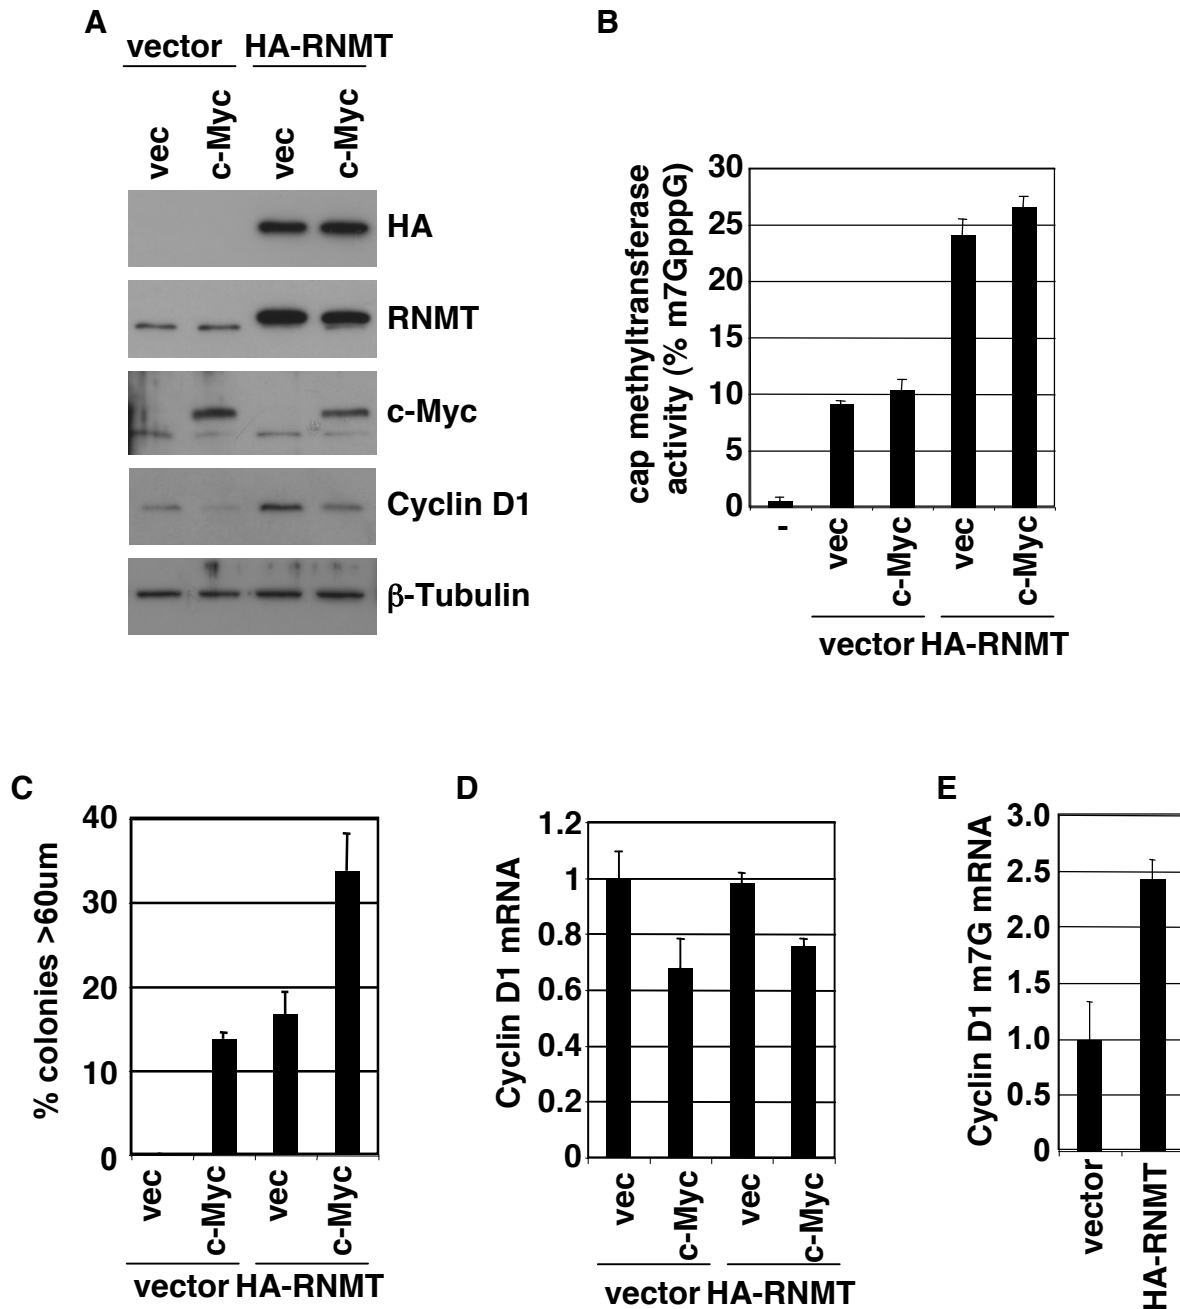 A
vector HA-RNMT
vec c-Myc vec c-Myc
HA
RNMT
c-Myc
Cyclin D1
β-Tubulin
B
cap methyltransferase
activity (% m7GpppG)
30
25
20
15
10
5
0
- vec c-Myc vec c-Myc
vector HA-RNMT
C
% colonies >60um
40
30
20
10
0
vec c-Myc vec c-Myc
vector HA-RNMT
D
Cyclin D1 mRNA
1.2
1
0.8
0.6
0.4
0.2
0
vec c-Myc vec c-Myc
vector HA-RNMT
E
Cyclin D1 m7G mRNA
3.0
2.5
2.0
1.5
1.0
0.5
0
vector HA-RNMT